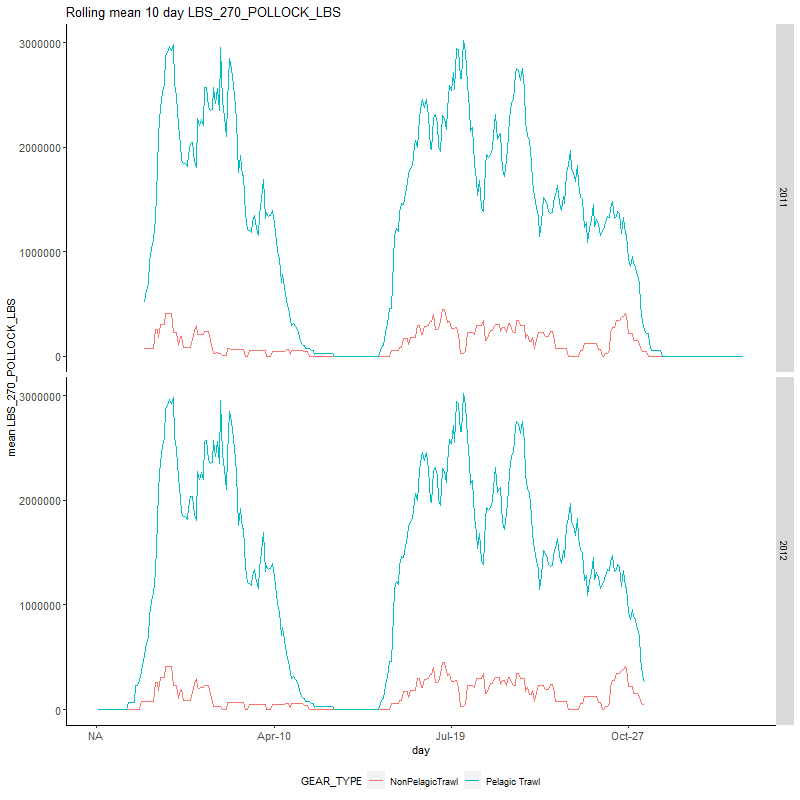 Rolling mean 10 day LBS_270_POLLOCK_LBS
3000000
2000000
1000000
0
2011
mean LBS_270_POLLOCK_LBS
3000000
2000000
1000000
0
2012
NA Apr-10 Jul-19 Oct-27
day
GEAR_TYPE NonPelagicTrawl Pelagic Trawl